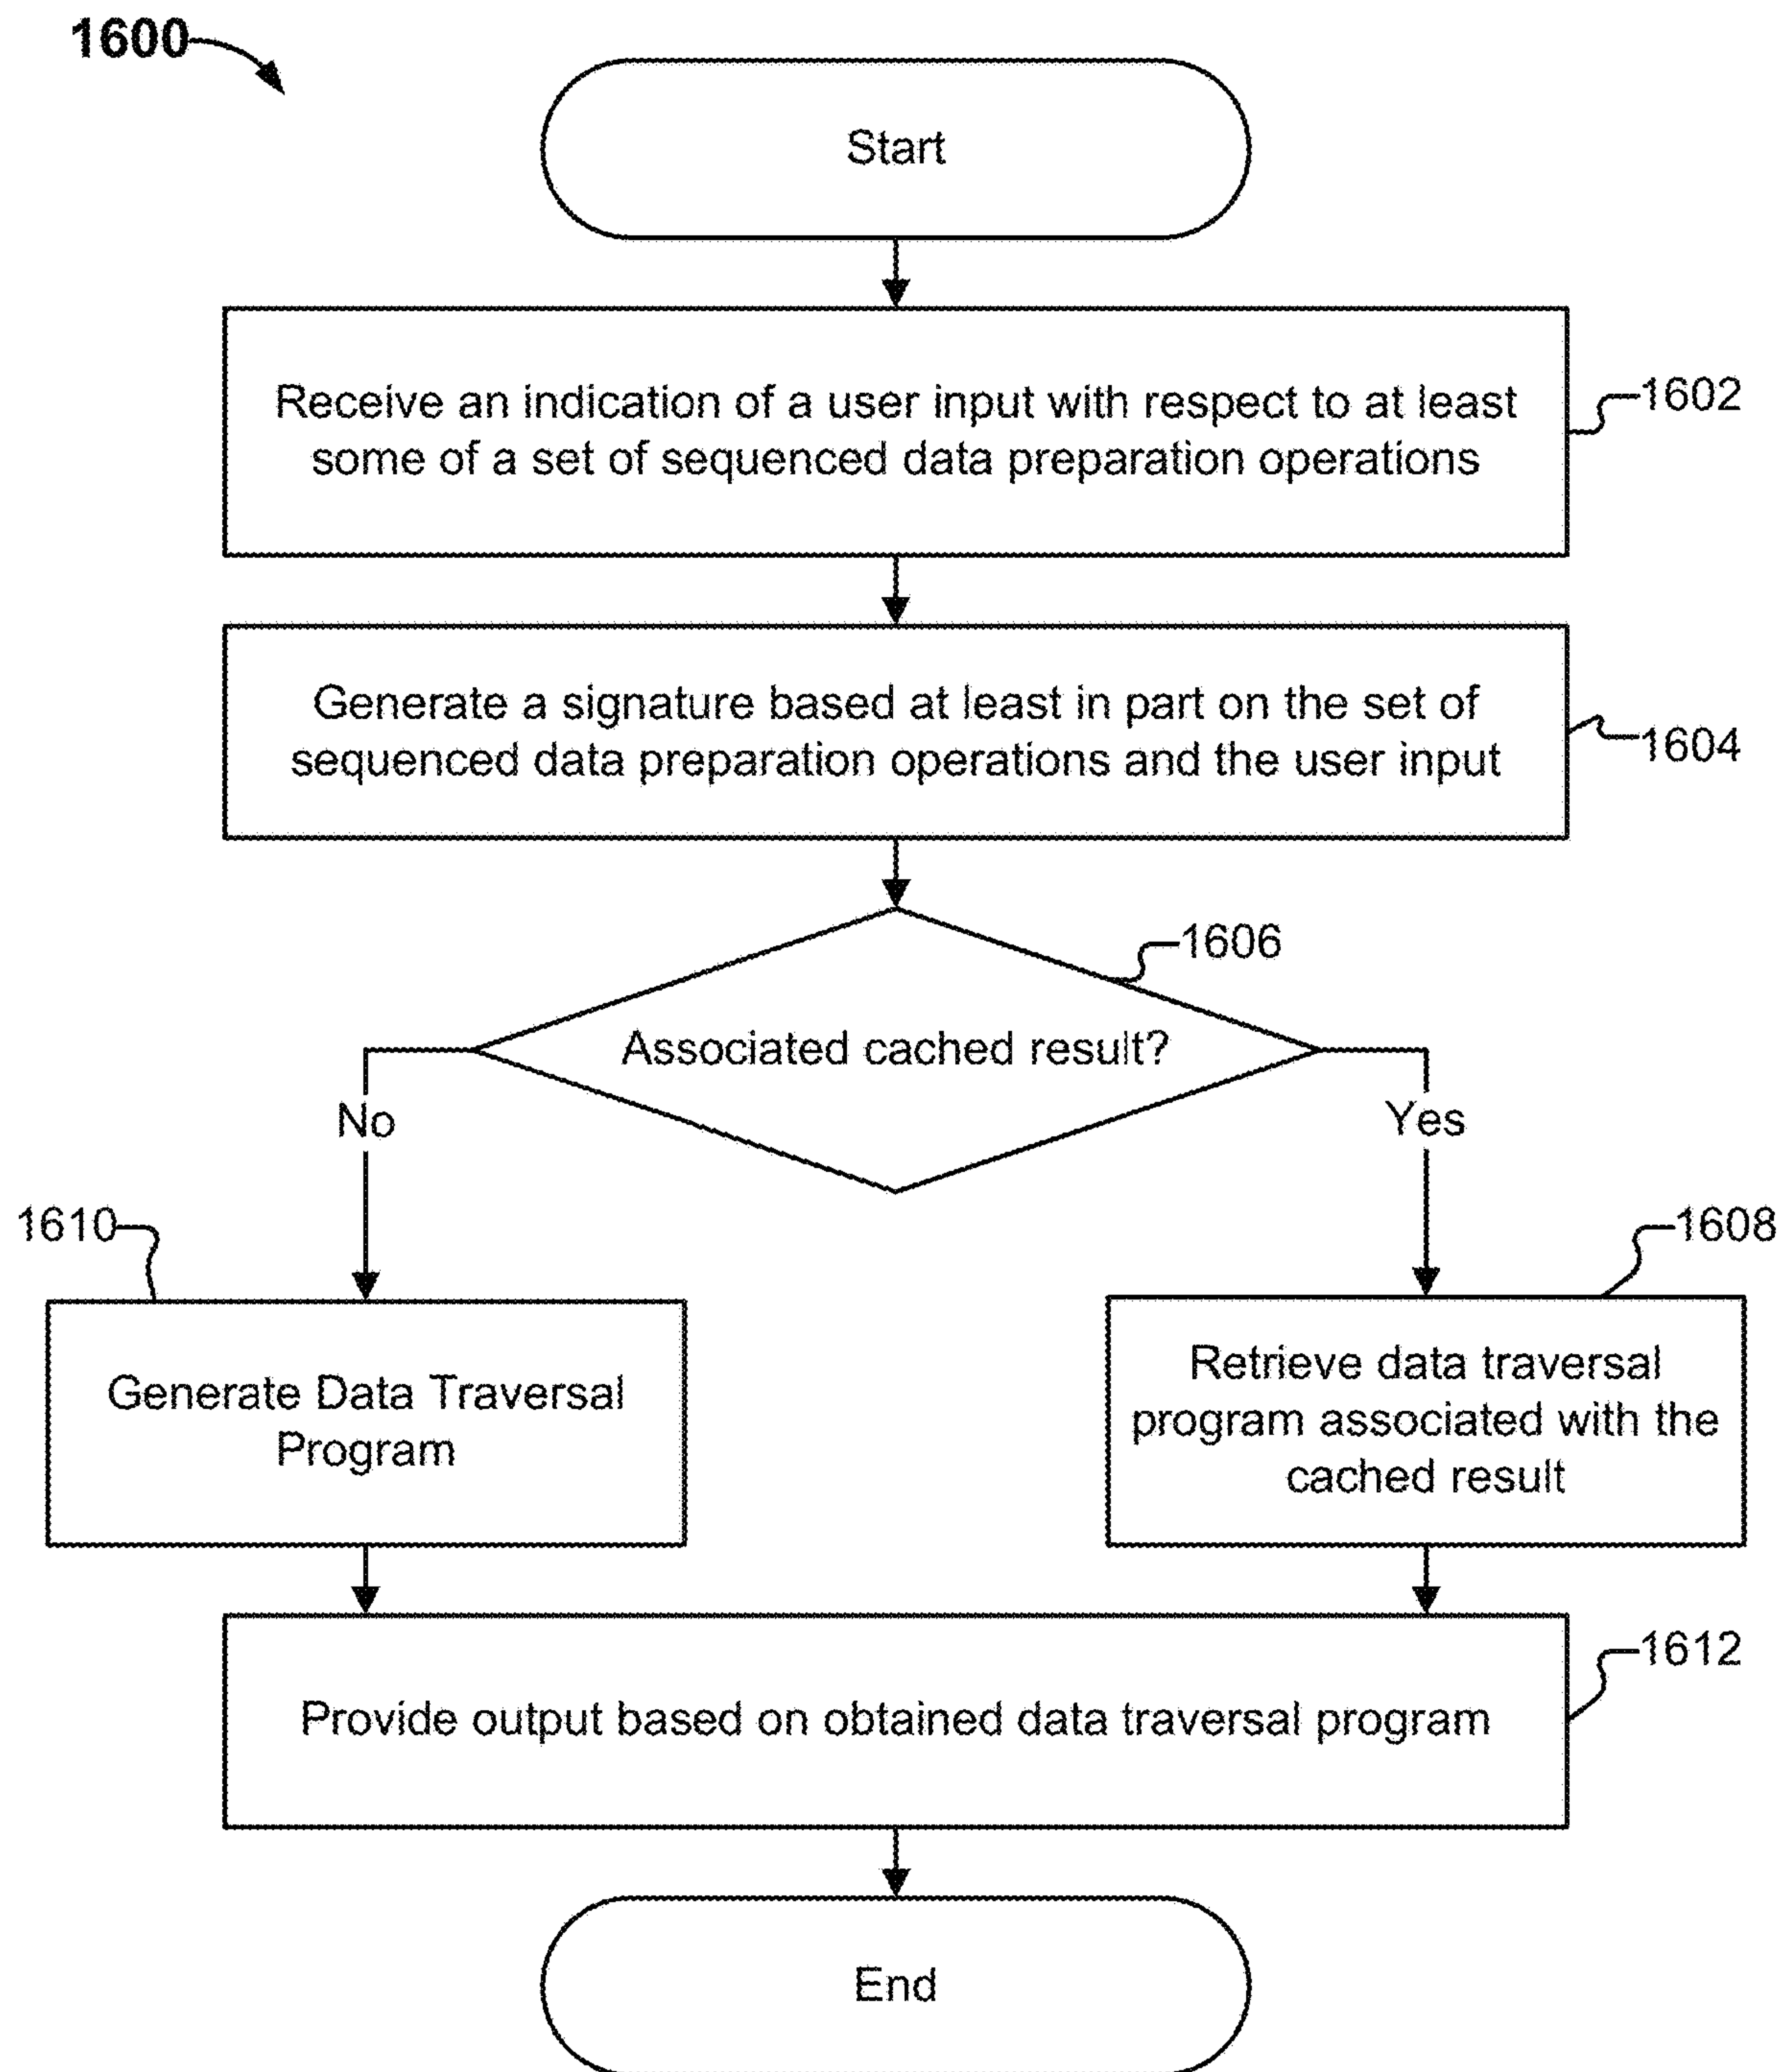 1600
Start
Receive an indication of a user input with respect to at least
some of a set of sequenced data preparation operations
1602
Generate a signature based at least in part on the set of
sequenced data preparation operations and the user input
1604
1606
Associated cached result?
No
Yes
1610
1608
Generate Data Traversal
Program
Retrieve data traversal
program associated with the
cached result
1612
Provide output based on obtained data traversal program
End